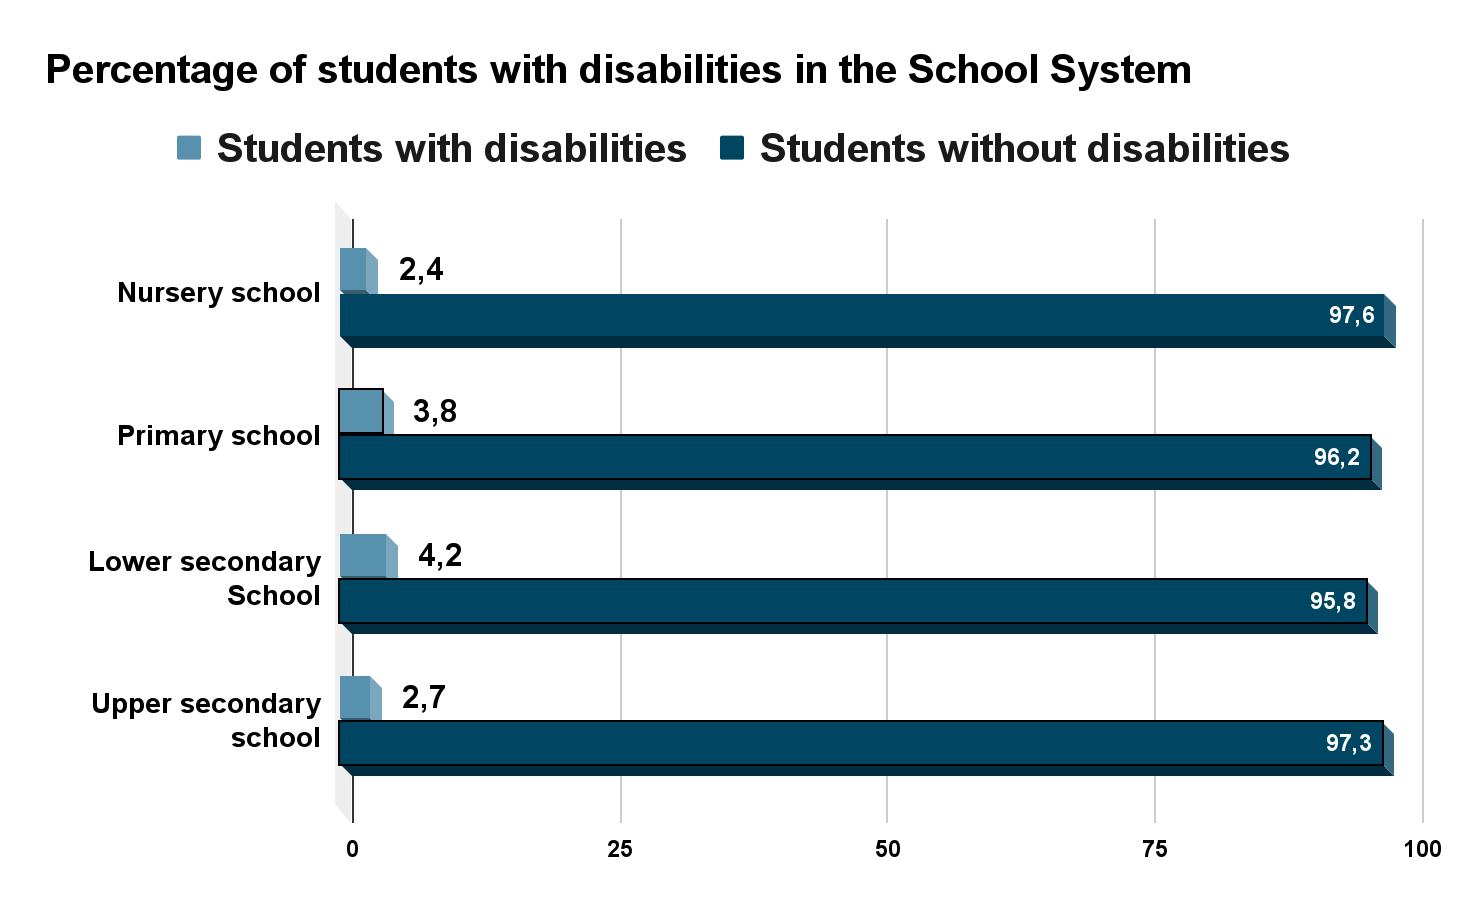 Percentage of students with disabilities in the School System
Students with disabilities Students without disabilities
Nursery school
2,4
97,6
Primary school
3,8
96,2
Lower secondary
School
4,2
95,8
Upper secondary
school
2,7
97,3
0 25 50 75 100